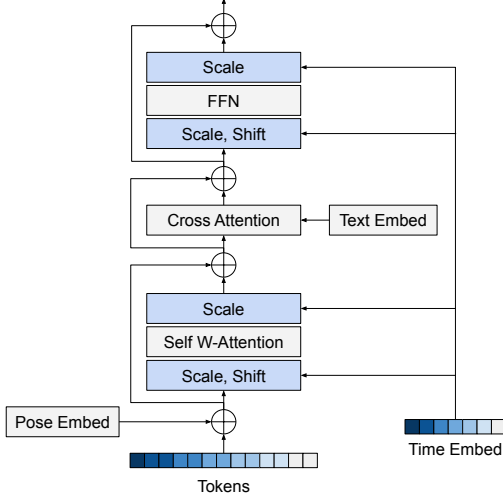 Scale
FFN
Scale, Shift
Cross Attention
Text Embed
Scale
Self W-Attention
Scale, Shift
Pose Embed
Time Embed
Tokens